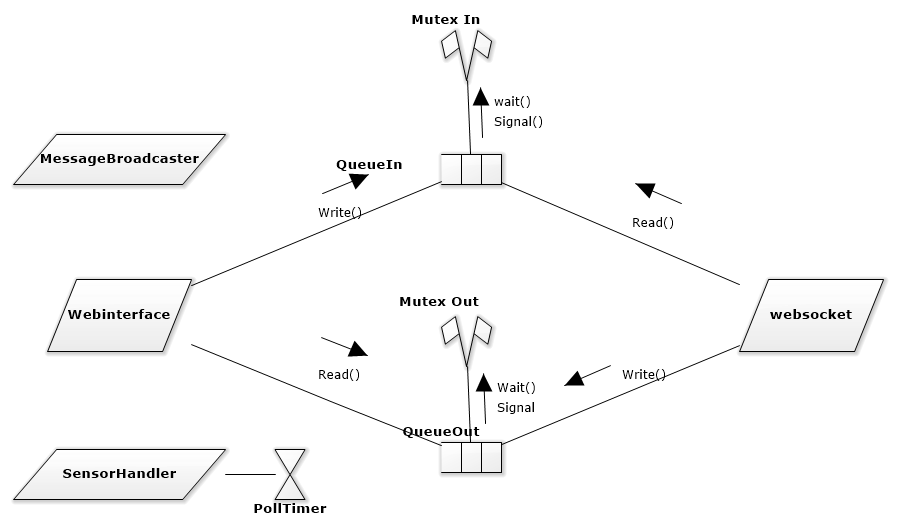 Mutex In
wait()
Signal()
MessageBroadcaster
QueueIn
Write()
Read()
Webinterface
Mutex Out
websocket
Read()
Wait()
Signal
Write()
QueueOut
SensorHandler
PollTimer